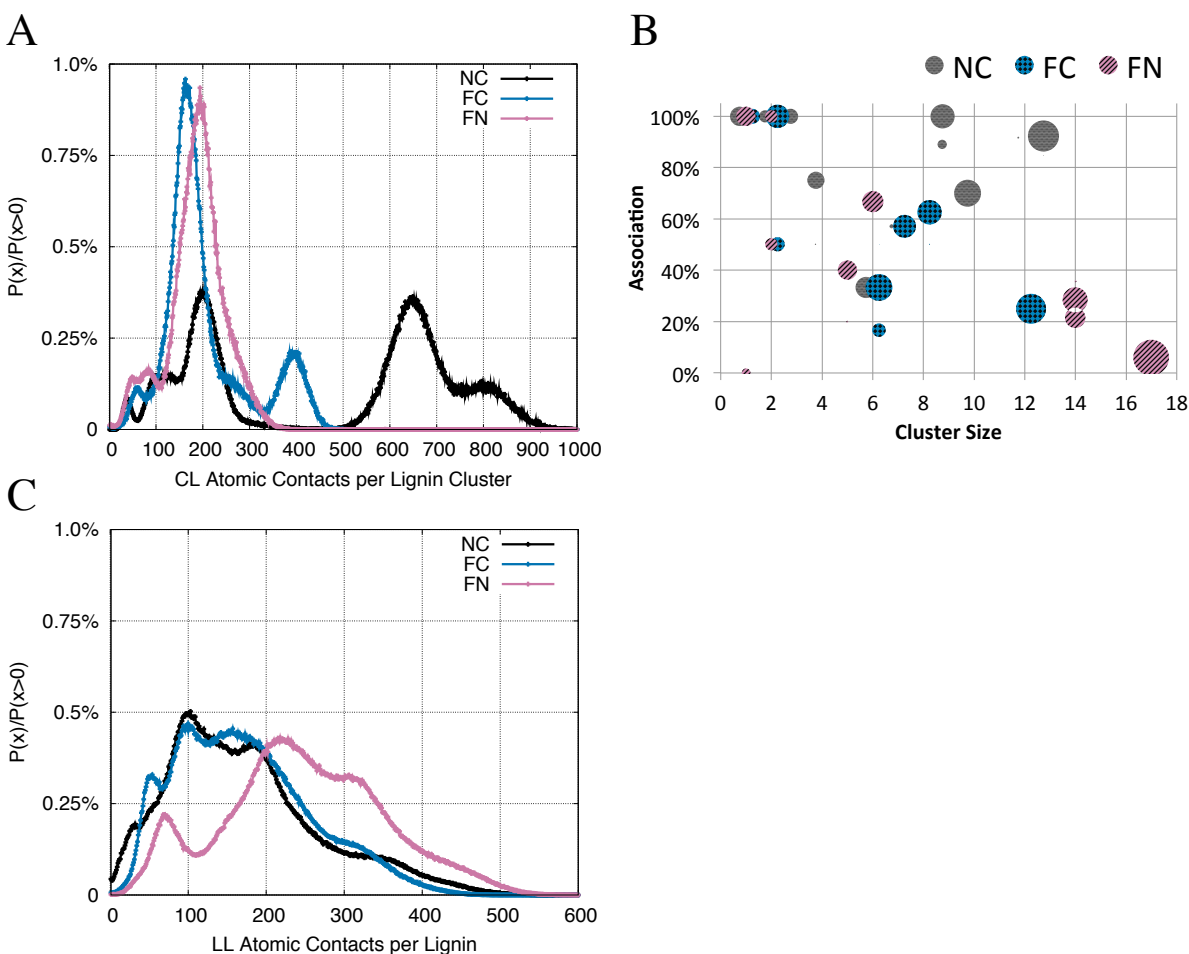 A
1.0%
0.75%
0.5%
0.25%
0
P(x)/P(x>0)
NC
FC
FN
0 100 200 300 400 500 600 700 800 900 1000
CL Atomic Contacts per Lignin Cluster
B
NC FC FN
100%
80%
60%
40%
20%
0%
Association
0 2 4 6 8 10 12 14 16 18
Cluster Size
C
1.0%
0.75%
0.5%
0.25%
0
P(x)/P(x>0)
NC
FC
FN
0 100 200 300 400 500 600
LL Atomic Contacts per Lignin